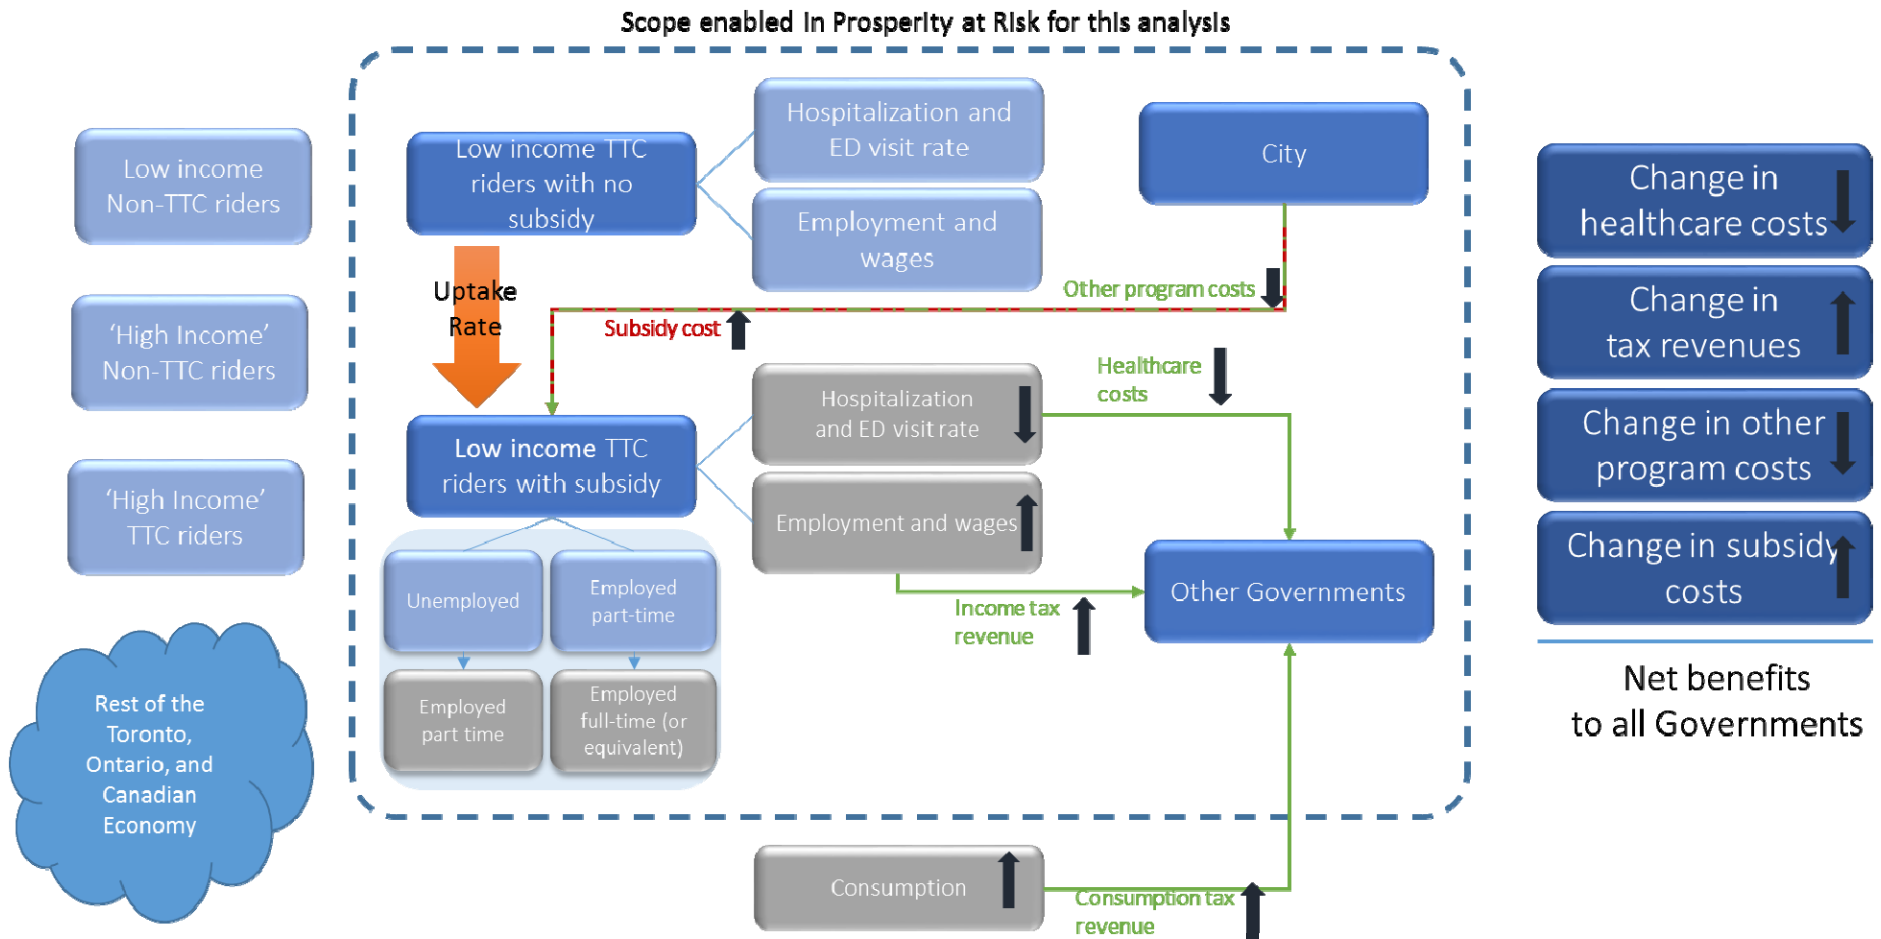 Scope enabled in Prosperity at Risk for this analysis
Low income
Non-TTC riders
‘High Income’
Non-TTC riders
‘High Income’
TTC riders
Rest of the
Toronto,
Ontario, and
Canadian
Economy
Low income TTC
riders with no
subsidy
Hospitalization and
ED visit rate
Employment and
wages
City
Uptake
Rate
Other program costs
Subsidy cost
Healthcare
costs
Low income TTC
riders with subsidy
Hospitalization
and ED visit rate
Employment and wages
Unemployed
Employed
part-time
Employed
part time
Employed
full-time (or
equivalent)
Income tax
revenue
Other Governments
Consumption
Consumption tax
revenue
Change in
healthcare costs
Change in
tax revenues
Change in other
program costs
Change in subsidy
costs
Net benefits
to all Governments